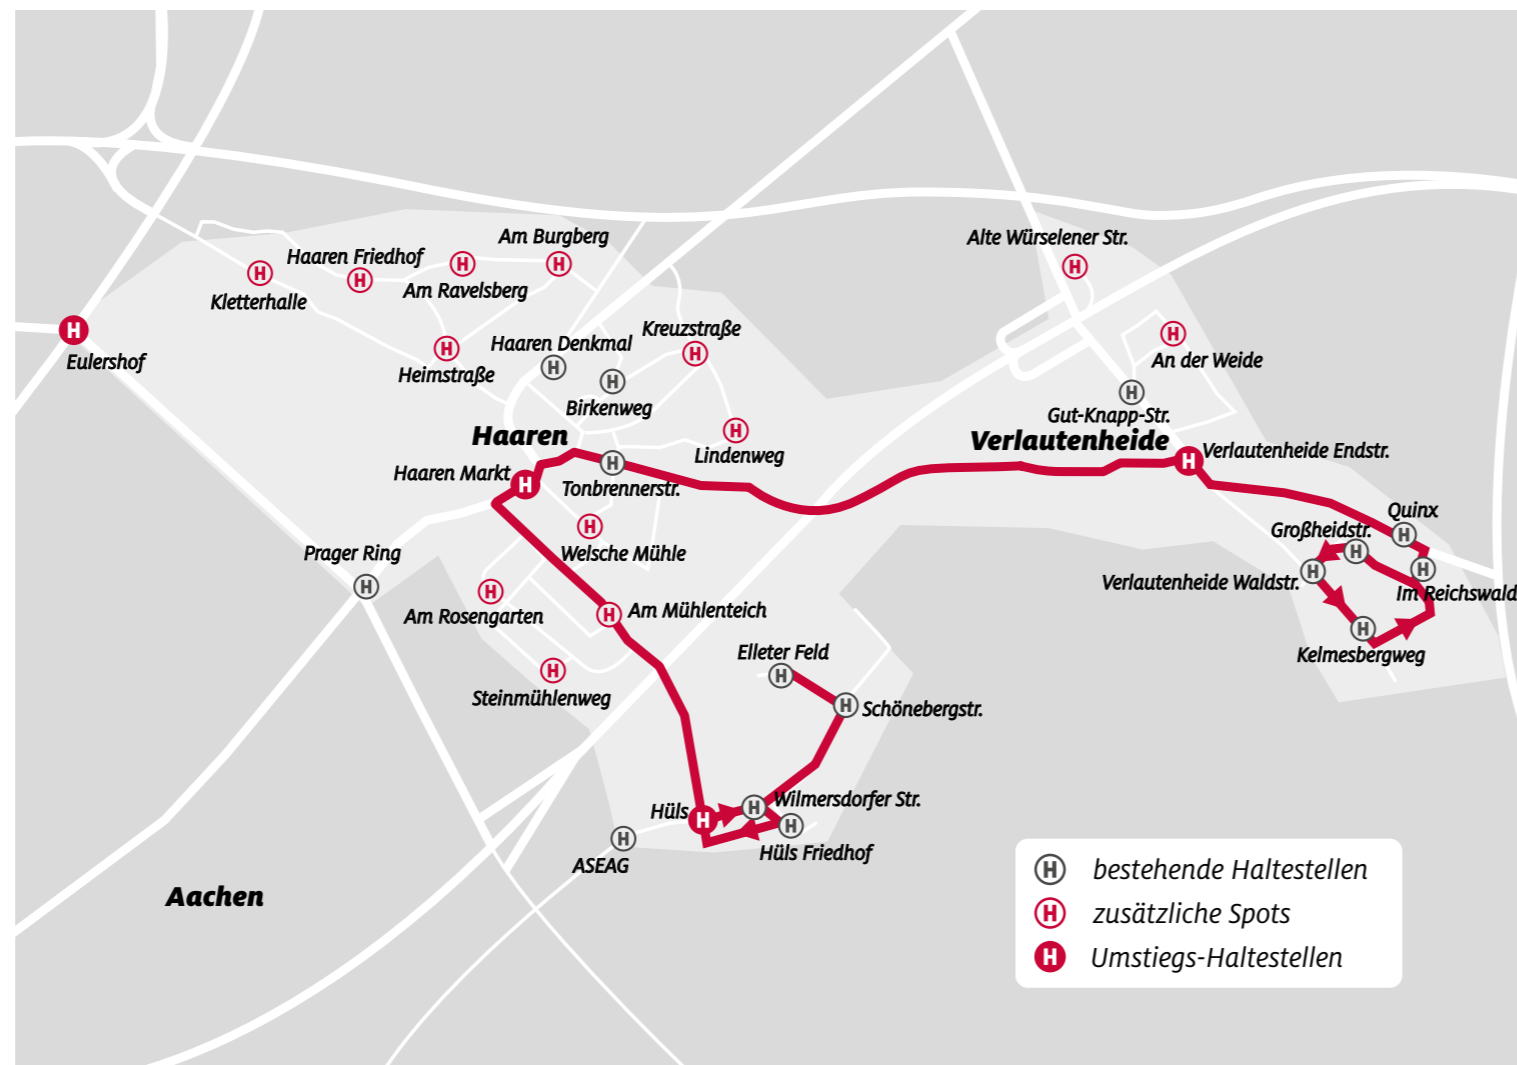 Am Burgberg
Alte Würselener Str.
Haaren Friedhof
Am Ravelsberg
Kletterhalle
Kreuzstraße
Haaren Denkmal
Eulershof
Heimstraße
An der Weide
Birkenweg
Gut-Knapp-Str.
Haaren
Verlautenheide
Verlautenheide Endstr.
Lindenweg
Haaren Markt
Tonbrennerstr.
Quinx
Großheidstr.
Prager Ring
Welsche Mühle
Verlautenheide Waldstr.
Im Reichswald
Am Rosengarten
Am Mühlenteich
Elleter Feld
Kelmesbergweg
Steinmühlenweg
Schönebergstr.
Wilmersdorfer Str.
Hüls
Hüls Friedhof
ASEAG
Aachen
H bestehende Haltestellen
H zusätzliche Spots
H Umstiegs-Haltestellen